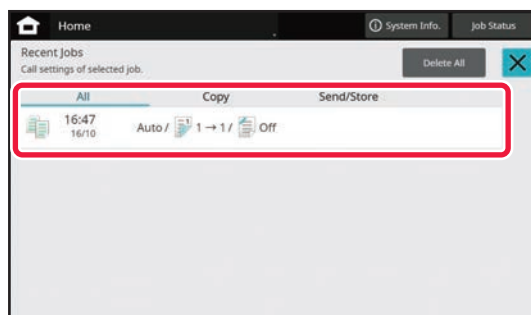 Home
System Info.
Job Status
Recent Jobs
Call settings of selected job.
Delete All
All
Copy
Send/Store
16:47
16/10
Auto / 1 → 1 / Off